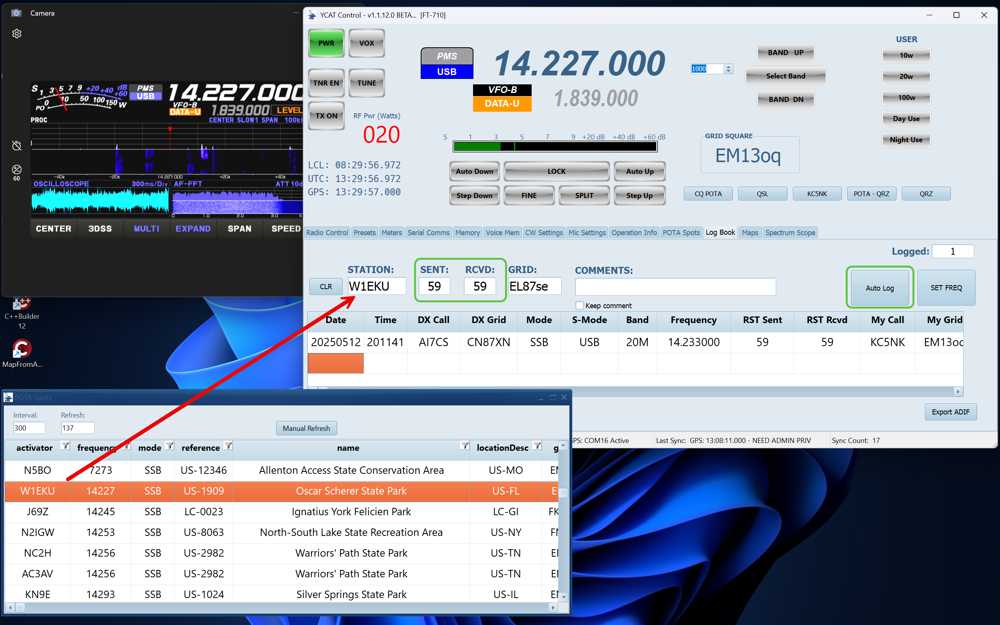 Camera
60
S 1 3 5 7 9 +20 +40 +60 dB
PO 0 10 50 100 150 W
PMS
USB
14.227.000
VFO-B
DATA-U
1.839.000
LEVEL
PROC
CENTER SLOW1 SPAN
-40k -20k 14.227.000 +20k +40k
OSCILLOSCOPE 300ms/Div AF-FFT ATT
0 1.0 2.0 3.0 4
CENTER 3DSS MULTI EXPAND SPAN SPEED
C++Builder
12
MapFromA...
YCAT Control - v1.1.12.0 BETA... [FT-710]
PWR VOX
TNR EN TUNE
TX ON
RF Pwr (Watts)
020
LCL: 08:29:56.972
UTC: 13:29:56.972
GPS: 13:29:57.000
PMS
USB
14.227.000
VFO-B
DATA-U
1.839.000
1000
S 1 3 5 7 9 +20 dB +40 dB +60 dB
Auto Down LOCK Auto Up
Step Down FINE SPLIT Step Up
BAND UP
Select Band
BAND DN
USER
10w
20w
100w
Day Use
Night Use
GRID SQUARE
EM13oq
CQ POTA QSL KC5NK POTA - QRZ QRZ
Radio Control Presets Meters Serial Comms Memory Voice Mem CW Settings Mic Settings Operation Info POTA Spots Log Book Maps Spectrum Scope
Logged: 1
STATION: SENT: RCVD: GRID: COMMENTS:
CLR W1EKU 59 59 EL87se
Auto Log SET FREQ
Keep comment
Date Time DX Call DX Grid Mode S-Mode Band Frequency RST Sent RST Rcvd My Call My Grid
20250512 201141 AI7CS CN87XN SSB USB 20M 14.233000 59 59 KC5NK
Export ADIF
COM16 Active Last Sync: GPS: 13:08:11.000 - NEED ADMIN PRIV Sync Count: 17
POTA Spots
Interval: Refresh:
300 137 Manual Refresh
activator frequency mode reference name locationDesc
N5BO 7273 SSB US-12346 Allenton Access State Conservation Area US-MO
W1EKU 14227 SSB US-1909 Oscar Scherer State Park US-FL
J69Z 14245 SSB LC-0023 Ignatius York Felicien Park LC-GI
N2IGW 14253 SSB US-8063 North-South Lake State Recreation Area US-NY
NC2H 14256 SSB US-2982 Warriors' Path State Park US-TN
AC3AV 14256 SSB US-2982 Warriors' Path State Park US-TN
KN9E 14293 SSB US-1024 Silver Springs State Park US-IL